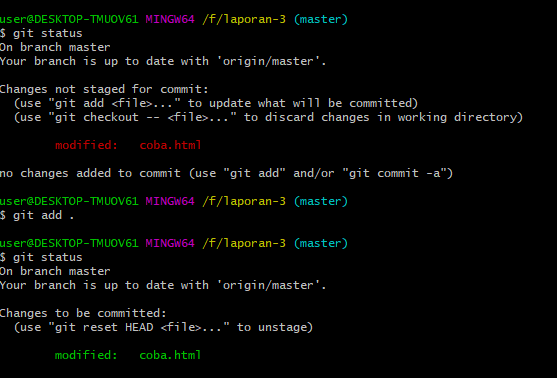 user@DESKTOP-TMUOV61 MINGW64 /f/laporan-3 (master)
$ git status
On branch master
Your branch is up to date with 'origin/master'.
Changes not staged for commit:
(use "git add <file>..." to update what will be committed)
(use "git checkout -- <file>..." to discard changes in working directory)
modified:   coba.html
no changes added to commit (use "git add" and/or "git commit -a")
user@DESKTOP-TMUOV61 MINGW64 /f/laporan-3 (master)
$ git add .
user@DESKTOP-TMUOV61 MINGW64 /f/laporan-3 (master)
$ git status
On branch master
Your branch is up to date with 'origin/master'.
Changes to be committed:
(use "git reset HEAD <file>..." to unstage)
modified:   coba.html